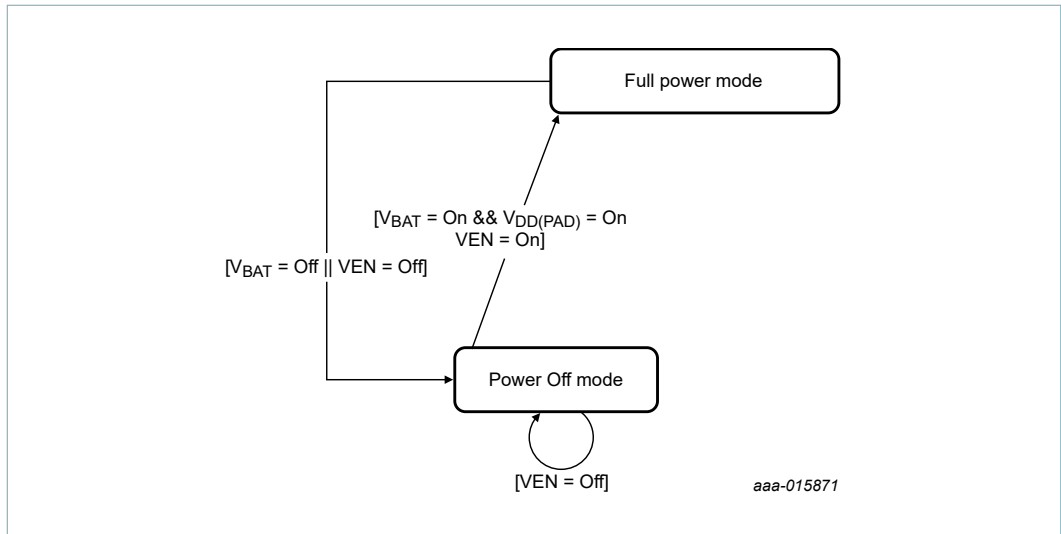 Full power mode
[VBAT = On && VDD(PAD) = On
VEN = On]
[VBAT = Off || VEN = Off]
Power Off mode
[VEN = Off]
aaa-015871